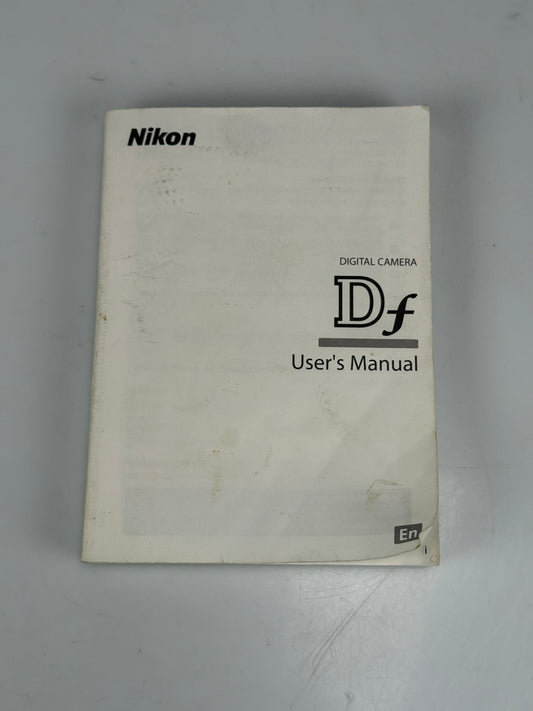 Nikon
DIGITAL CAMERA
Df
User's Manual
En
i